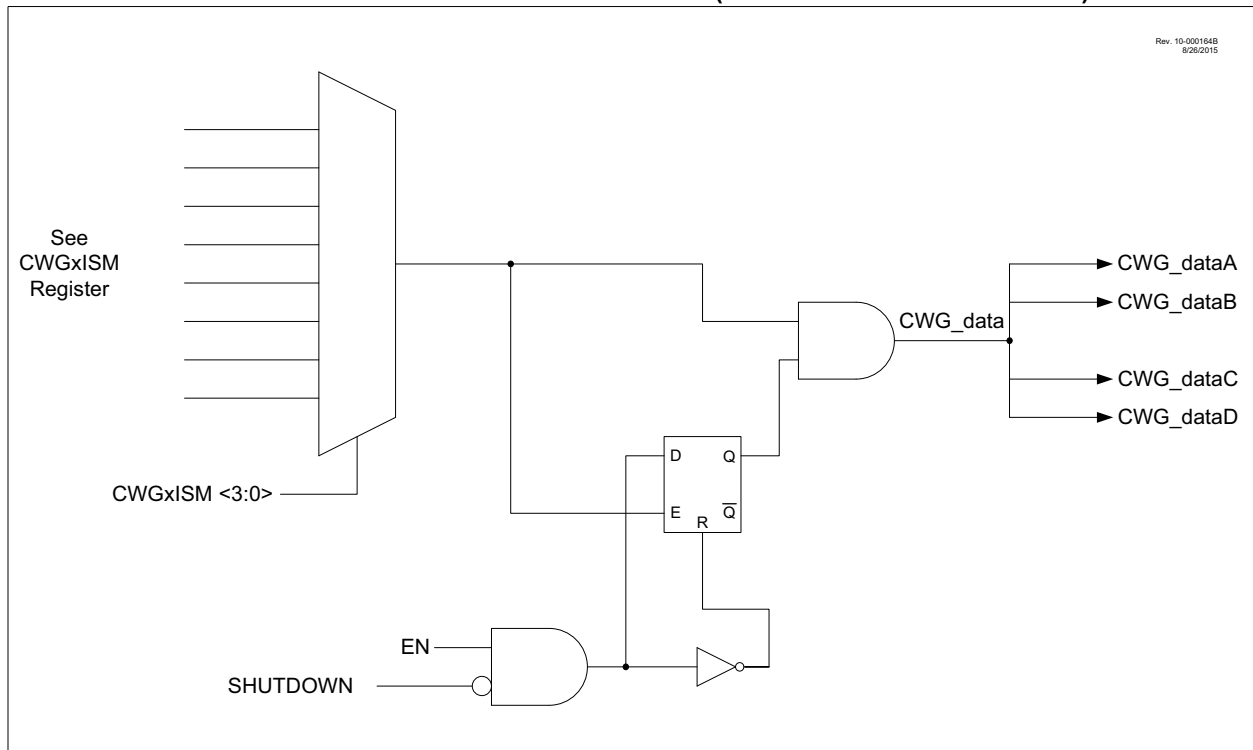 Rev. 10-000164B
8/26/2015
See
CWGxISM
Register
CWGxISM <3:0>
CWG_data
CWG_dataA
CWG_dataB
CWG_dataC
CWG_dataD
D
Q
E
Q̅
R
EN
SHUTDOWN